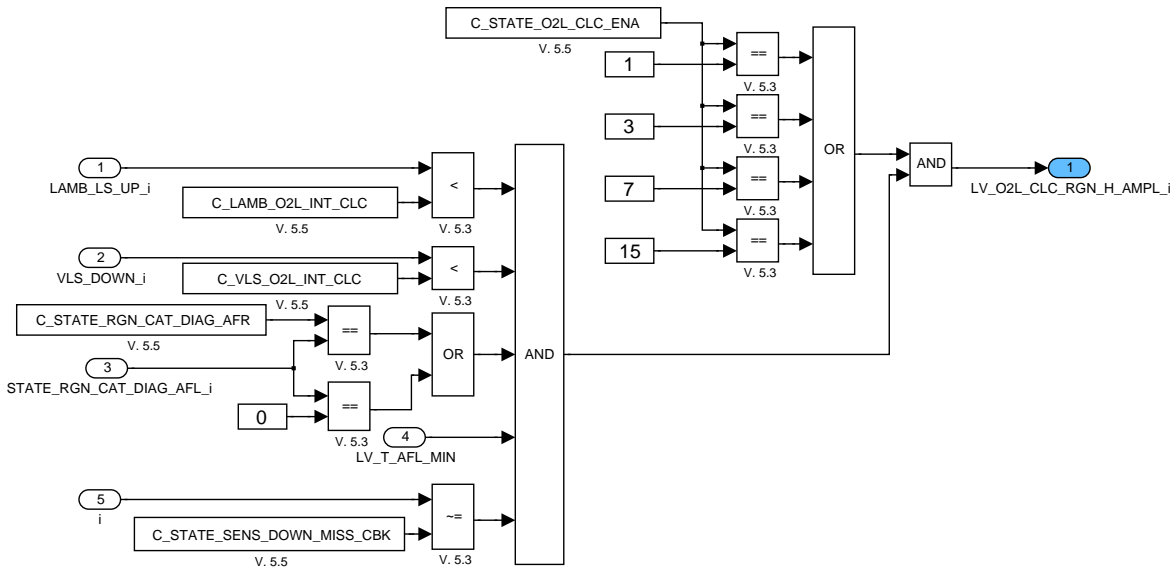 C_STATE_O2L_CLC_ENA
V. 5.5
==
V. 5.3
1
==
V. 5.3
3
==
V. 5.3
7
==
V. 5.3
15
OR
AND
1
LV_O2L_CLC_RGN_H_AMPL_i
1
LAMB_LS_UP_i
C_LAMB_O2L_INT_CLC
V. 5.5
<
V. 5.3
2
VLS_DOWN_i
C_VLS_O2L_INT_CLC
V. 5.5
<
V. 5.3
C_STATE_RGN_CAT_DIAG_AFR
V. 5.5
==
V. 5.3
3
STATE_RGN_CAT_DIAG_AFL_i
0
==
V. 5.3
OR
AND
4
LV_T_AFL_MIN
5
i
C_STATE_SENS_DOWN_MISS_CBK
V. 5.5
~=
V. 5.3